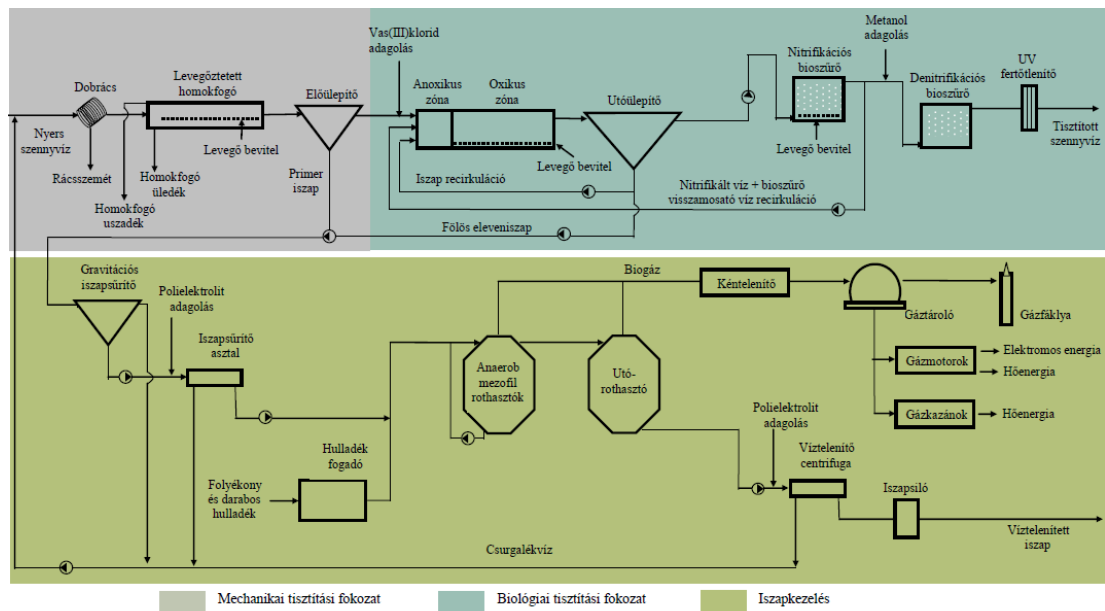 Vas(III)klorid
adagolás
Metanol
adagolás
Dobrács
Levegőztetett
homokfogó
Előülepítő
Anoxikus
zóna
Oxikus
zóna
Utóülepítő
Nitrifikációs
bioszűrő
Denitrifikációs
bioszűrő
UV
fertőtlenítő
Nyers
szennyvíz
Levegő bevitel
Levegő bevitel
Levegő bevitel
Tisztított
szennyvíz
Rácsszemét
Homokfogó
üledék
Homokfogó
uszadék
Primer
iszap
Iszap recirkuláció
Nitrifikált víz + bioszűrő
visszamosató víz recirkuláció
Fölös eleveniszap
Gravitációs
iszapsűrítő
Polielektrolit
adagolás
Iszapsűrítő
asztal
Biogáz
Kéntelenítő
Gáztároló
Gázfáklya
Anaerob
mezofil
rothasztók
Utó-
rothasztó
Gázmotorok
Elektromos energia
Hőenergia
Gázkazánok
Hőenergia
Polielektrolit
adagolás
Víztelenítő
centrifuga
Hulladék
fogadó
Folyékony
és darabos
hulladék
Iszapsiló
Víztelenített
iszap
Csurgalékvíz
Mechanikai tisztítási fokozat
Biológiai tisztítási fokozat
Iszapkezelés